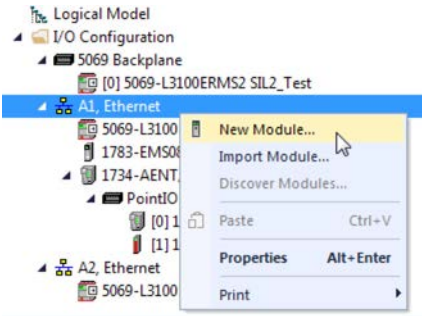 Logical Model
I/O Configuration
5069 Backplane
[0] 5069-L3100ERMS2 SIL2_Test
A1, Ethernet
5069-L3100
1783-EMS08
1734-AENT,
PointIO
[0] 1
[1] 1
A2, Ethernet
5069-L3100
New Module...
Import Module...
Discover Modules...
Paste Ctrl+V
Properties Alt+Enter
Print